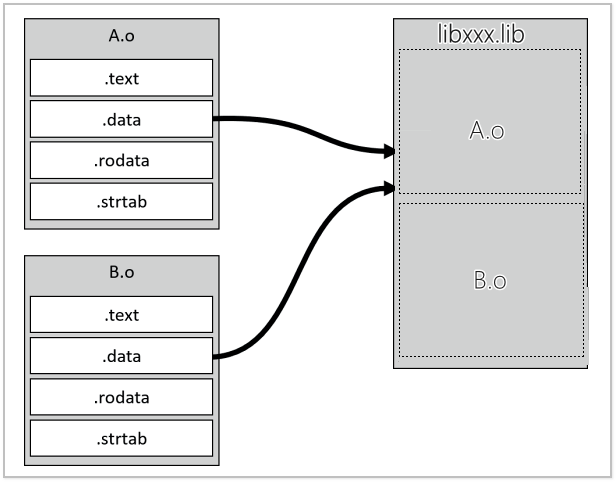 A.o
.text
.data
.rodata
.strtab
B.o
.text
.data
.rodata
.strtab
libxxx.lib
A.o
B.o